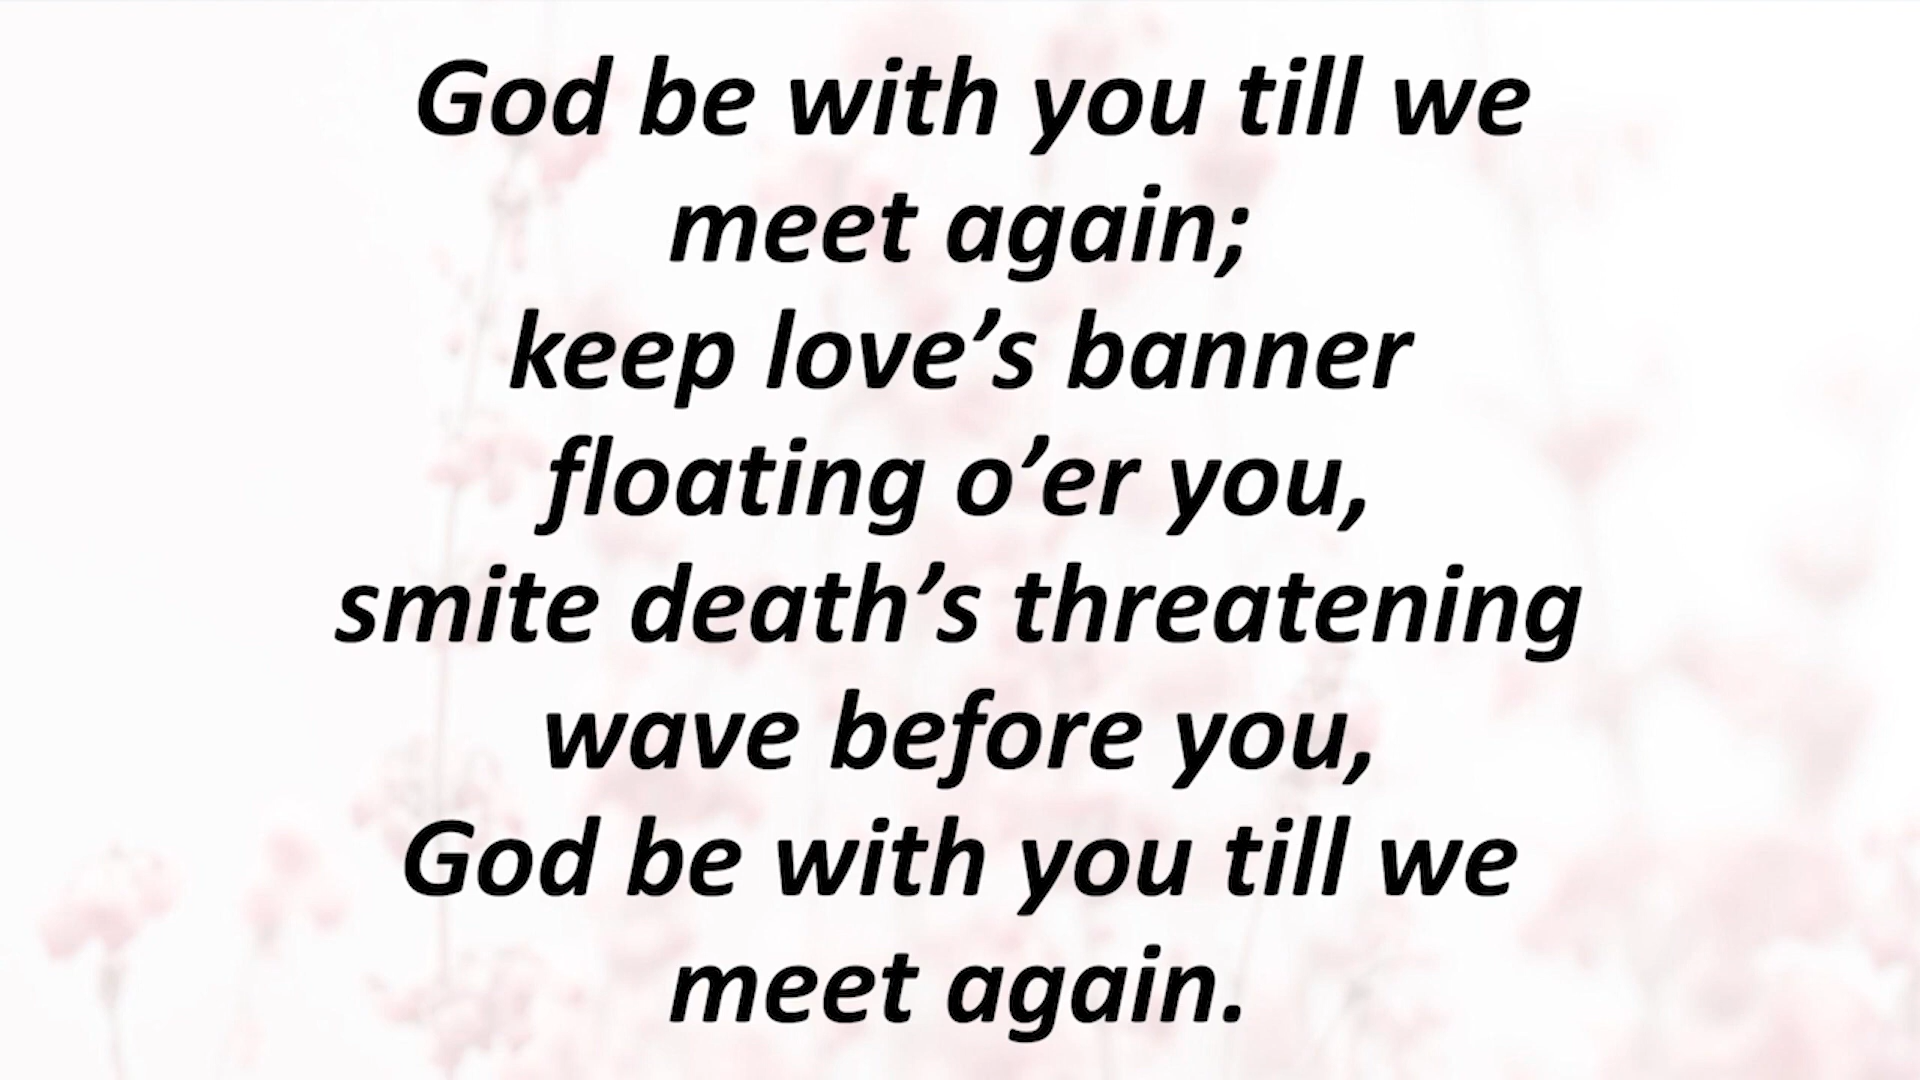 God be with you till we
meet again;
keep love’s banner
floating o’er you,
smite death’s threatening
wave before you,
God be with you till we
meet again.